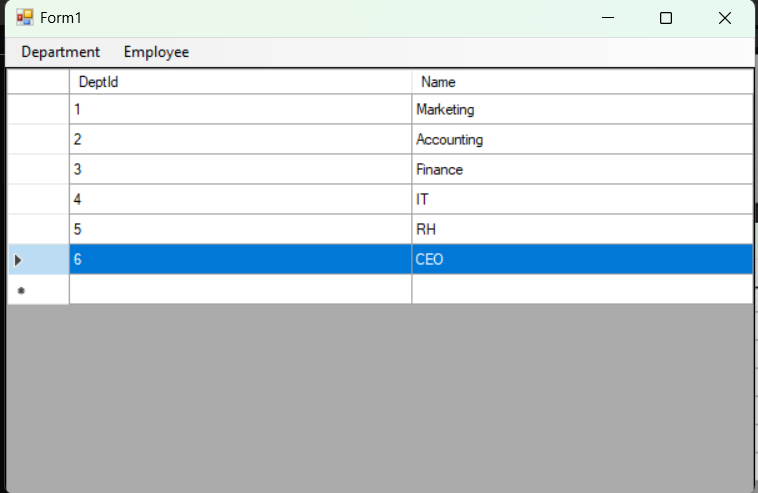 Form1
Department Employee
DeptId Name
1 Marketing
2 Accounting
3 Finance
4 IT
5 RH
6 CEO